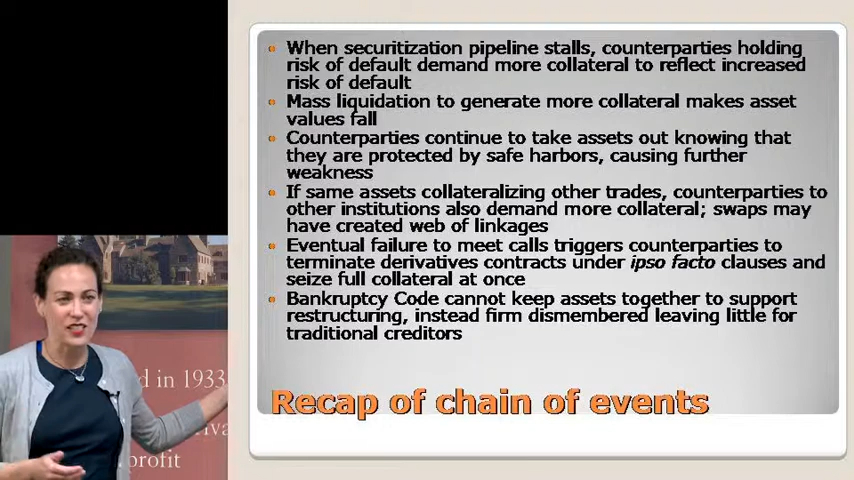 When securitization pipeline stalls, counterparties holding
risk of default demand more collateral to reflect increased
risk of default
Mass liquidation to generate more collateral makes asset
values fall
Counterparties continue to take assets out knowing that
they are protected by safe harbors, causing further
weakness
If same assets collateralizing other trades, counterparties to
other institutions also demand more collateral; swaps may
have created web of linkages
Eventual failure to meet calls triggers counterparties to
terminate derivatives contracts under ipso facto clauses and
seize full collateral at once
Bankruptcy Code cannot keep assets together to support
restructuring, instead firm dismembered leaving little for
traditional creditors
Recap of chain of events
d in 1933
profit